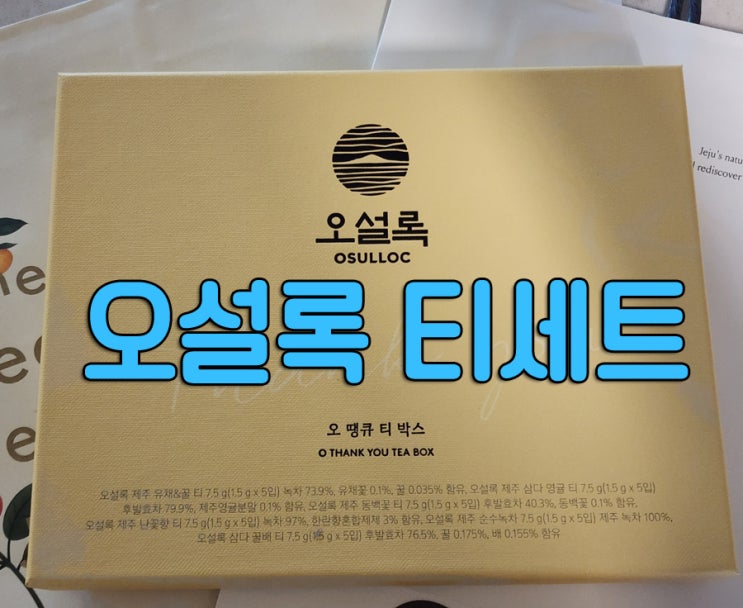 오설록
OSULLOC
Jeju's natu
rediscover
오설록 티세트
오 땡큐 티 박스
O THANK YOU TEA BOX
오설록 제주 유채&꿀 티 7.5 g(1.5 g x 5입) 녹차 73.9%, 유채꽃 0.1%, 꿀 0.035% 함유, 오설록 제주 삼다 영귤 티 7.5 g(1.5 g x 5입)
후발효차 79.9%, 제주영귤분말 0.1% 함유, 오설록 제주 동백꽃 티 7.5 g(1.5 g x 5입) 후발효차 40.3%, 동백꽃 0.1% 함유,
오설록 제주 난꽃향 티 7.5 g(1.5 g x 5입) 녹차 97%, 한란향혼합제제 3% 함유, 오설록 제주 순수녹차 7.5 g(1.5 g x 5입) 제주 녹차 100%,
오설록 삼다 꿀배 티 7.5 g(1.5 g x 5입) 후발효차 76.5%, 꿀 0.175%, 배 0.155% 함유